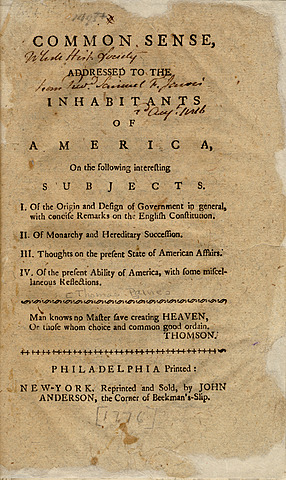 COMMON SENSE,
ADDRESSED TO THE
INHABITANTS
OF
AMERICA,
On the following interesting
SUBJECTS.
I. Of the Origin and Design of Government in general,
with concise Remarks on the English Constitution.
II. Of Monarchy and Hereditary Succession.
III. Thoughts on the present State of American Affairs.
IV. Of the present Ability of America, with some miscel-
laneous Reflections.
Man knows no Master save creating HEAVEN,
Or those whom choice and common good ordain.
THOMSON.
PHILADELPHIA Printed:
NEW-YORK, Reprinted and Sold, by JOHN
ANDERSON, the Corner of Beekman's-Slip.
[1776]